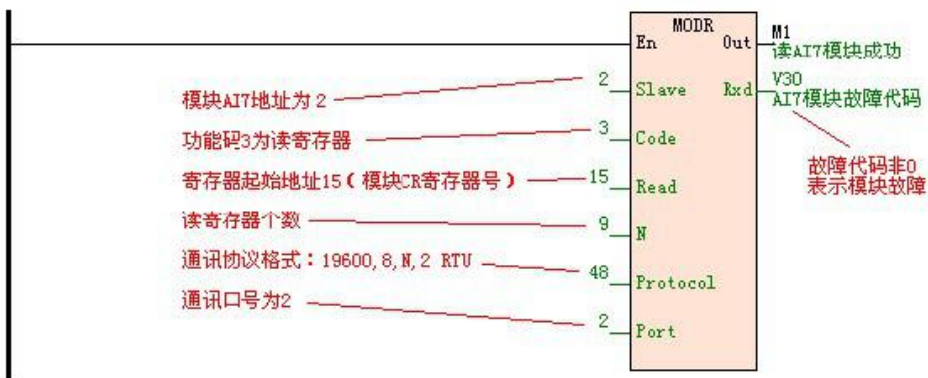 MODR
En Out
M1
读AI7模块成功
模块AI7地址为2
2
Slave Rxd
V30
AI7模块故障代码
功能码3为读寄存器
3
Code
故障代码非0
表示模块故障
寄存器起始地址15(模块CR寄存器号)
15
Read
读寄存器个数
9
N
通讯协议格式:19600,8,N,2 RTU
48
Protocol
通讯口号为2
2
Port